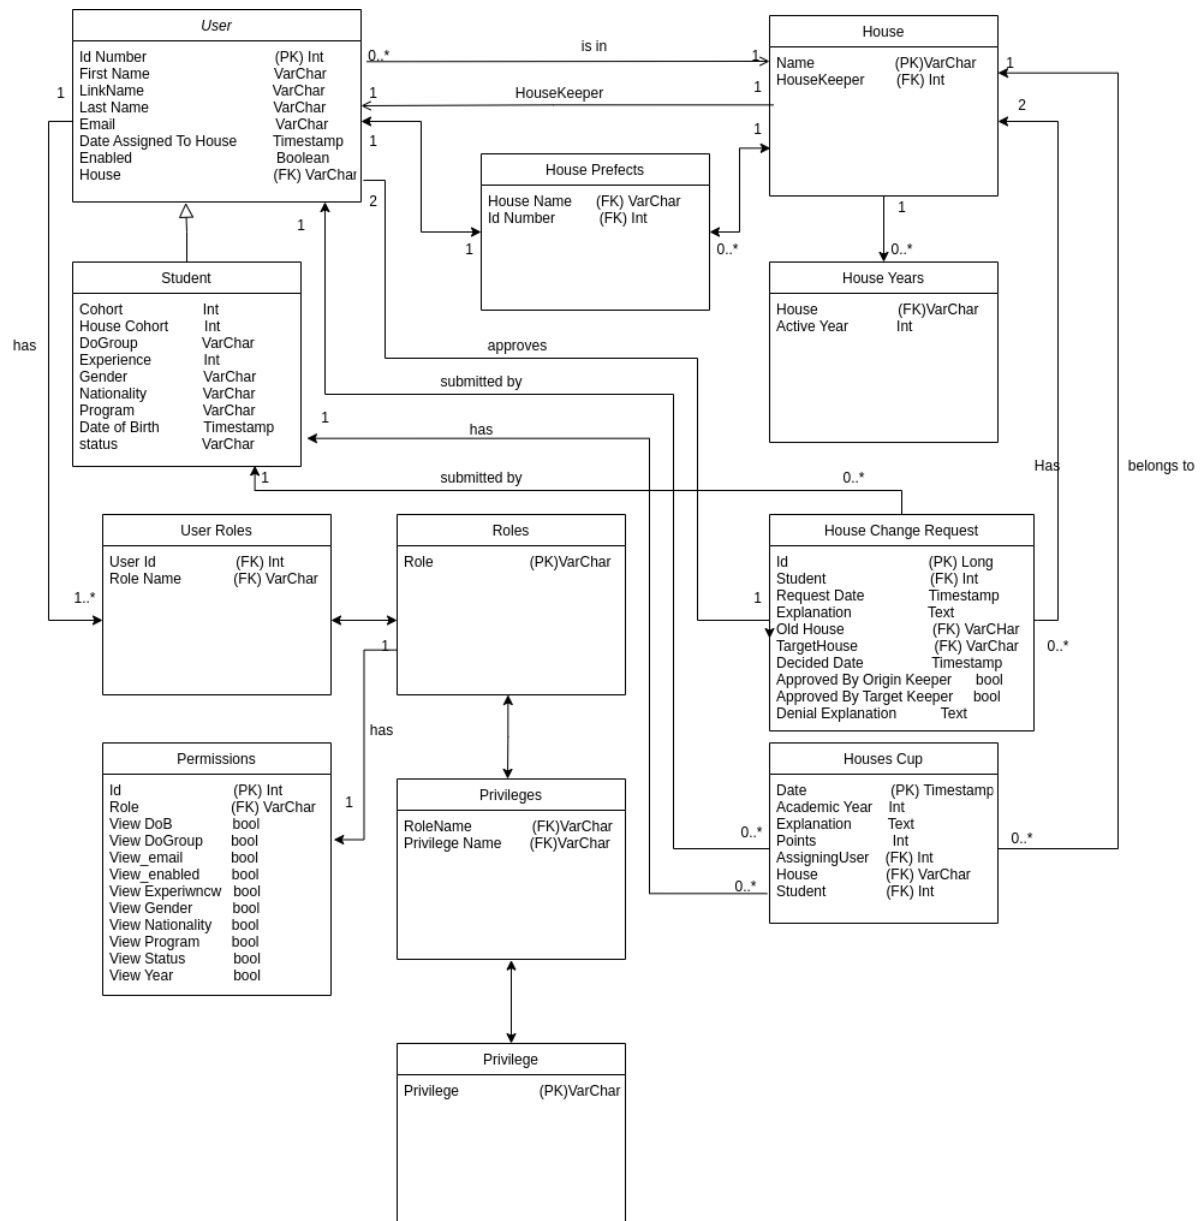 User
Id Number (PK) Int
First Name VarChar
LinkName VarChar
Last Name VarChar
Email VarChar
Date Assigned To House Timestamp
Enabled Boolean
House (FK) VarChar
0..*
is in
1
House
Name (PK)VarChar
HouseKeeper (FK) Int
1
HouseKeeper
1
1
1
2
1
2
1
1
House Prefects
House Name (FK) VarChar
Id Number (FK) Int
1
0..*
1
0..*
House Years
House (FK)VarChar
Active Year Int
Student
Cohort Int
House Cohort Int
DoGroup VarChar
Experience Int
Gender VarChar
Nationality VarChar
Program VarChar
Date of Birth Timestamp
status VarChar
has
approves
submitted by
1
has
1
submitted by
0..*
Has
belongs to
User Roles
User Id (FK) Int
Role Name (FK) VarChar
1..*
Roles
Role (PK)VarChar
1
House Change Request
Id (PK) Long
Student (FK) Int
Request Date Timestamp
Explanation Text
Old House (FK) VarCHar
TargetHouse (FK) VarChar
Decided Date Timestamp
Approved By Origin Keeper bool
Approved By Target Keeper bool
Denial Explanation Text
1
0..*
has
1
Permissions
Id (PK) Int
Role (FK) VarChar
View DoB bool
View DoGroup bool
View_email bool
View_enabled bool
View Experiwncw bool
View Gender bool
View Nationality bool
View Program bool
View Status bool
View Year bool
Privileges
RoleName (FK)VarChar
Privilege Name (FK)VarChar
Houses Cup
Date (PK) Timestamp
Academic Year Int
Explanation Text
Points Int
AssigningUser (FK) Int
House (FK) VarChar
Student (FK) Int
0..*
0..*
0..*
Privilege
Privilege (PK)VarChar